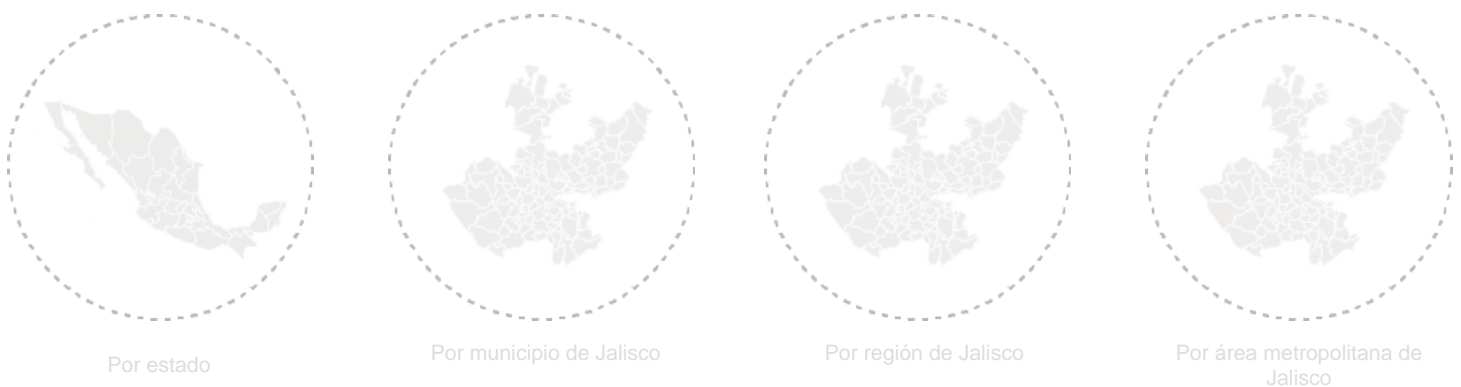 Por estado
Por municipio de Jalisco
Por región de Jalisco
Por área metropolitana de
Jalisco